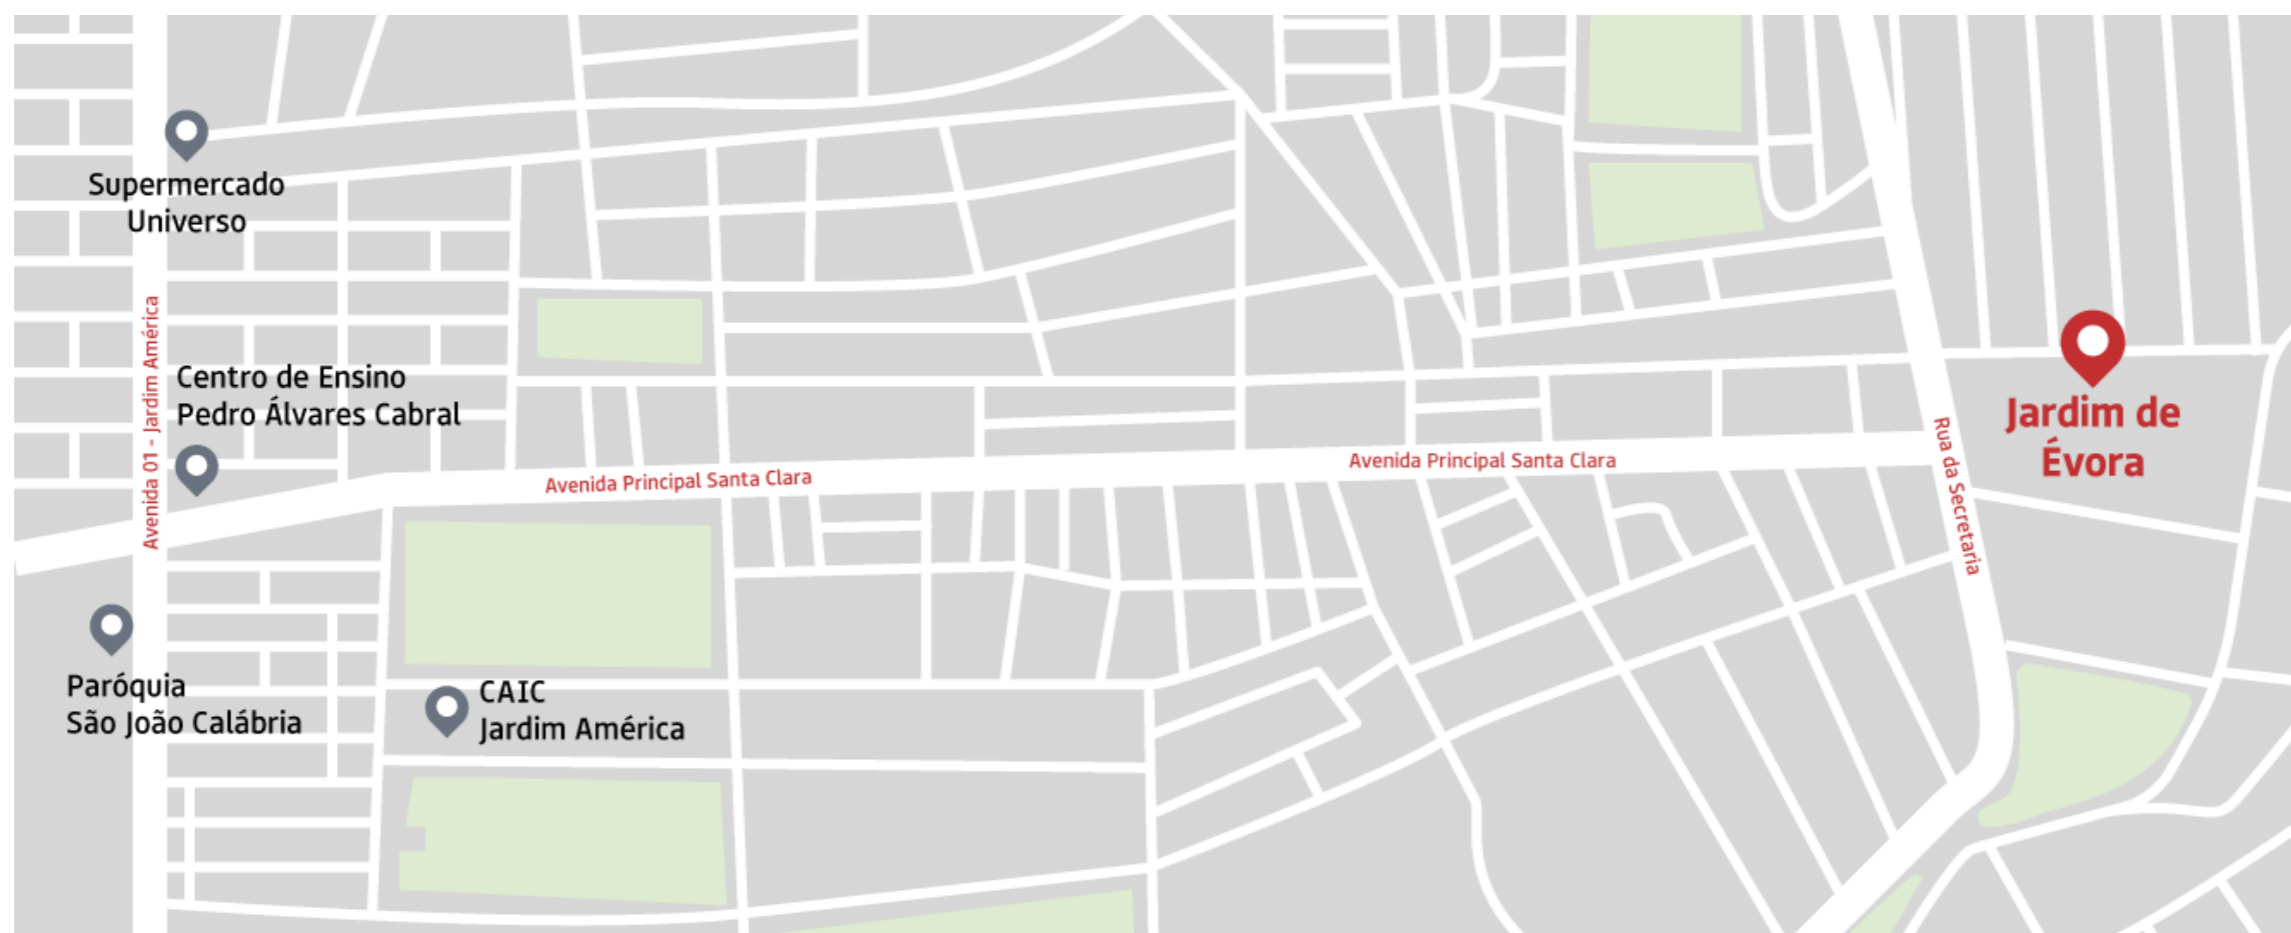 Supermercado
Universo
Avenida 01 - Jardim América
Centro de Ensino
Pedro Álvares Cabral
Avenida Principal Santa Clara
Avenida Principal Santa Clara
Rua da Secretaria
Jardim de
Évora
Paróquia
São João Calábria
CAIC
Jardim América